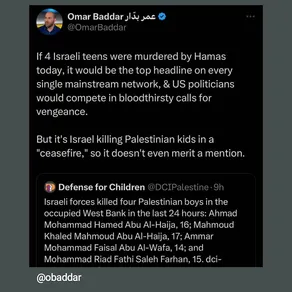 Omar Baddar عمر بدّار
@OmarBaddar
If 4 Israeli teens were murdered by Hamas
today, it would be the top headline on every
single mainstream network, & US politicians
would compete in bloodthirsty calls for
vengeance.
But it's Israel killing Palestinian kids in a
"ceasefire," so it doesn't even merit a mention.
Defense for Children @DCIPalestine · 9h
Israeli forces killed four Palestinian boys in the
occupied West Bank in the last 24 hours: Ahmad
Mohammad Hamed Abu Al-Haija, 16; Mahmoud
Khaled Mahmoud Abu Al-Haija, 17; Ammar
Mohammad Faisal Abu Al-Wafa, 14; and
Mohammad Riad Fathi Saleh Farhan, 15. dci-
@obaddar